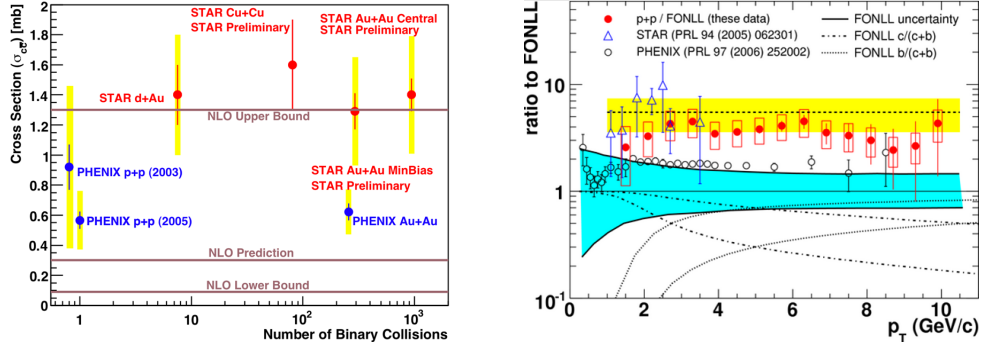 Cross Section (σcc̅) [mb]
1.8
1.6
1.4
1.2
1
0.8
0.6
0.4
0.2
0
STAR Cu+Cu
STAR Preliminary
STAR Au+Au Central
STAR Preliminary
STAR d+Au
NLO Upper Bound
PHENIX p+p (2003)
STAR Au+Au MinBias
STAR Preliminary
PHENIX p+p (2005)
PHENIX Au+Au
NLO Prediction
NLO Lower Bound
1 10 10² 10³
Number of Binary Collisions
ratio to FONLL
10
1
10⁻¹
p+p / FONLL (these data)
STAR (PRL 94 (2005) 062301)
PHENIX (PRL 97 (2006) 252002)
FONLL uncertainty
FONLL c/(c+b)
FONLL b/(c+b)
0 2 4 6 8 10
pT (GeV/c)